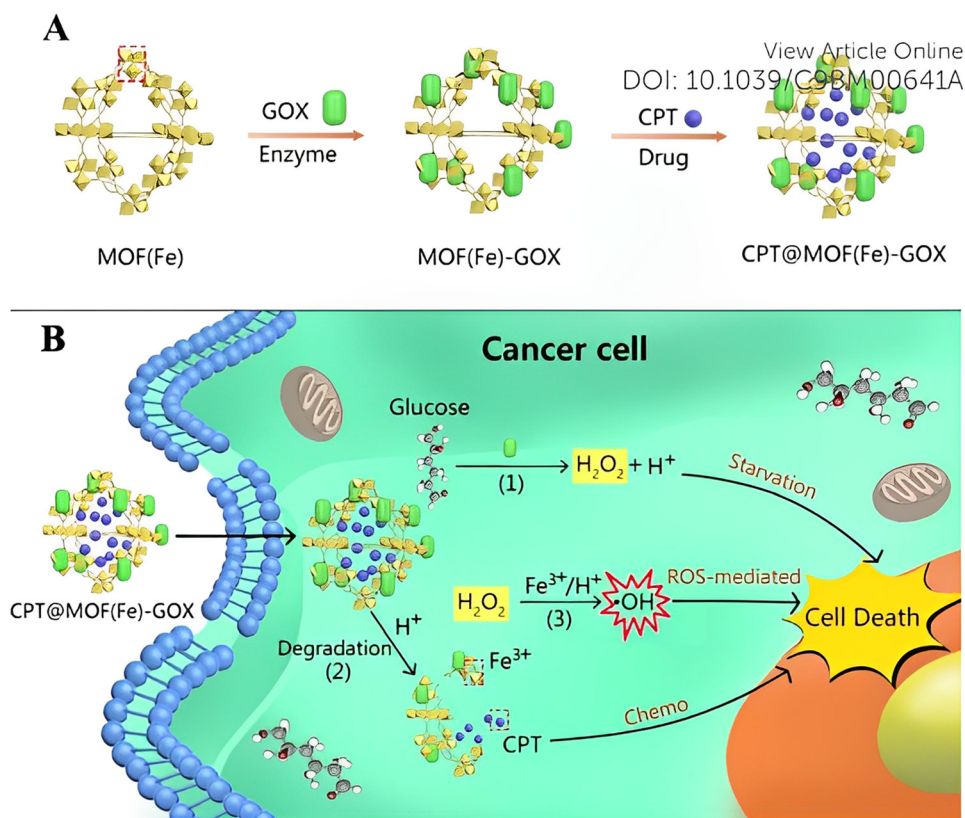 A
View Article Online
DOI: 10.1039/C9BM00641A
GOX
Enzyme
CPT
Drug
MOF(Fe)
MOF(Fe)-GOX
CPT@MOF(Fe)-GOX
B
Cancer cell
Glucose
(1)
H₂O₂ + H⁺
Starvation
CPT@MOF(Fe)-GOX
H₂O₂
Fe³⁺/H⁺
(3)
•OH
ROS-mediated
Cell Death
H⁺
Degradation
(2)
Fe³⁺
CPT
Chemo